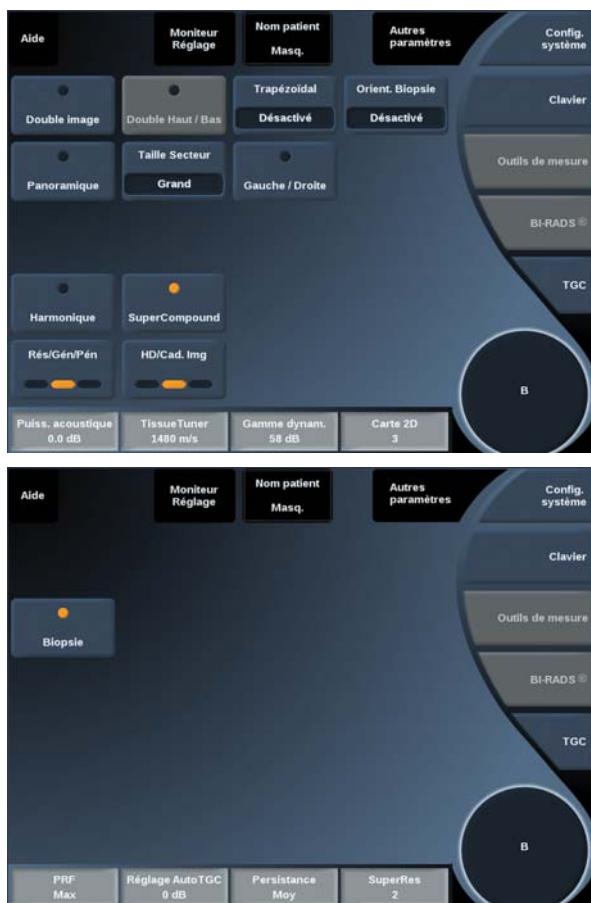 Aide
Moniteur
Réglage
Nom patient
Masq.
Autres
paramètres
Config.
système
Double image
Double Haut / Bas
Trapézoïdal
Désactivé
Orient. Biopsie
Désactivé
Clavier
Panoramique
Taille Secteur
Grand
Gauche / Droite
Outils de mesure
BI-RADS ©
TGC
Harmonique
SuperCompound
Rés/Gén/Pén
HD/Cad. Img
B
Puiss. acoustique
0.0 dB
TissueTuner
1480 m/s
Gamme dynam.
58 dB
Carte 2D
3
Aide
Moniteur
Réglage
Nom patient
Masq.
Autres
paramètres
Config.
système
Clavier
Biopsie
Outils de mesure
BI-RADS ©
TGC
B
PRF
Max
Réglage AutoTGC
0 dB
Persistance
Moy
SuperRes
2